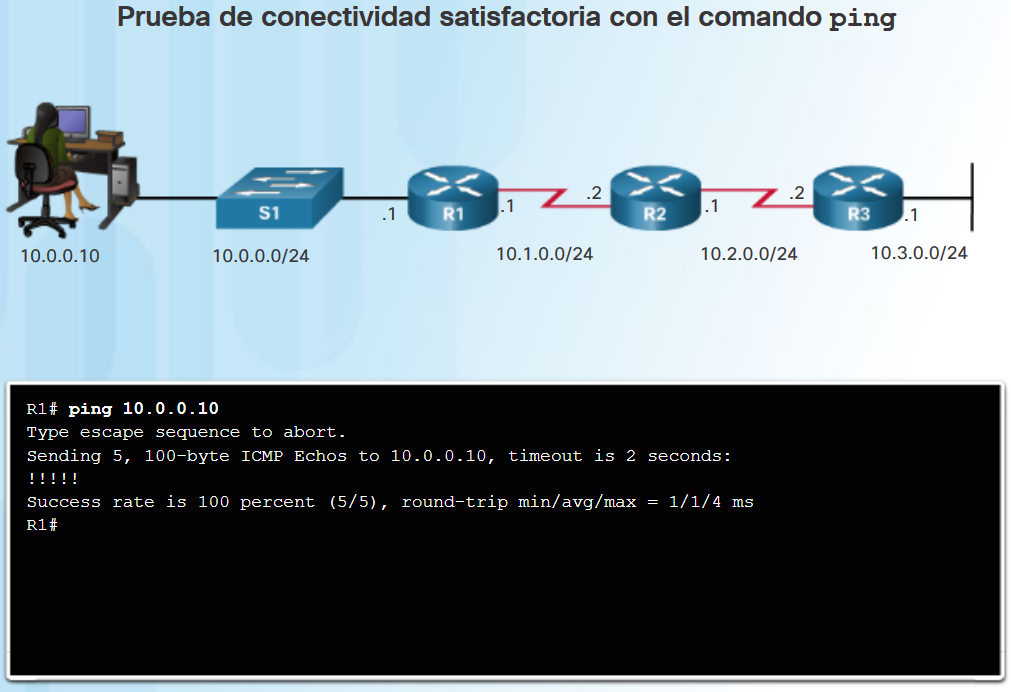 Prueba de conectividad satisfactoria con el comando ping
S1
.1
R1
.1
.2
R2
.1
.2
R3
.1
10.0.0.10
10.0.0.0/24
10.1.0.0/24
10.2.0.0/24
10.3.0.0/24
R1# ping 10.0.0.10
Type escape sequence to abort.
Sending 5, 100-byte ICMP Echos to 10.0.0.10, timeout is 2 seconds:
!!!!!
Success rate is 100 percent (5/5), round-trip min/avg/max = 1/1/4 ms
R1#